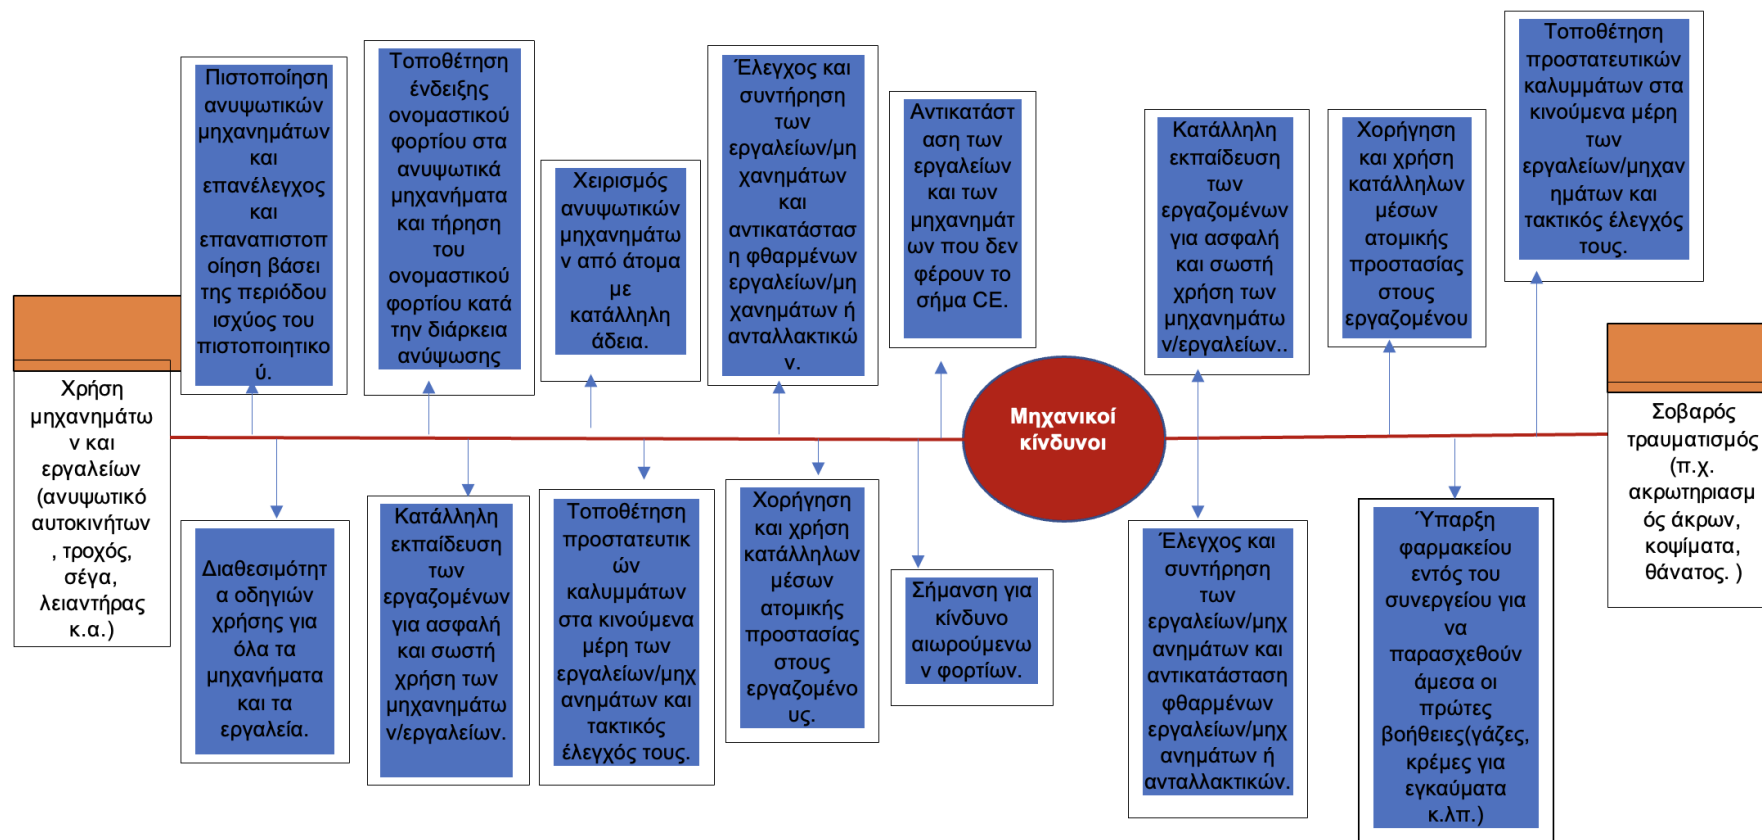 Χρήση
μηχανημάτω
ν και
εργαλείων
(ανυψωτικό
αυτοκινήτων
, τροχός,
σέγα,
λειαντήρας
κ.α.)
Πιστοποίηση
ανυψωτικών
μηχανημάτων
και
επανέλεγχος
και
επαναπιστοπ
οίηση βάσει
της περιόδου
ισχύος του
πιστοποιητικο
ύ.
Τοποθέτηση
ένδειξης
ονομαστικού
φορτίου στα
ανυψωτικά
μηχανήματα
και τήρηση
του
ονομαστικού
φορτίου κατά
την διάρκεια
ανύψωσης
Χειρισμός
ανυψωτικών
μηχανημάτω
ν από άτομα
με
κατάλληλη
άδεια.
Έλεγχος και
συντήρηση
των
εργαλείων/μη
χανημάτων
και
αντικατάστασ
η φθαρμένων
εργαλείων/μη
χανημάτων ή
ανταλλακτικώ
ν.
Αντικατάστ
αση των
εργαλείων
και των
μηχανημάτ
ων που δεν
φέρουν το
σήμα CE.
Διαθεσιμότητ
α οδηγιών
χρήσης για
όλα τα
μηχανήματα
και τα
εργαλεία.
Κατάλληλη
εκπαίδευση
των
εργαζομένων
για ασφαλή
και σωστή
χρήση των
μηχανημάτω
ν/εργαλείων.
Τοποθέτηση
προστατευτικ
ών
καλυμμάτων
στα κινούμενα
μέρη των
εργαλείων/μηχ
ανημάτων και
τακτικός
έλεγχός τους.
Χορήγηση
και χρήση
κατάλληλων
μέσων
ατομικής
προστασίας
στους
εργαζομένο
υς.
Σήμανση για
κίνδυνο
αιωρούμενω
ν φορτίων.
Μηχανικοί
κίνδυνοι
Κατάλληλη
εκπαίδευση
των
εργαζομένων
για ασφαλή
και σωστή
χρήση των
μηχανημάτω
ν/εργαλείων..
Χορήγηση
και χρήση
κατάλληλων
μέσων
ατομικής
προστασίας
στους
εργαζομένου
Τοποθέτηση
προστατευτικών
καλυμμάτων στα
κινούμενα μέρη
των
εργαλείων/μηχαν
ημάτων και
τακτικός έλεγχός
τους.
Έλεγχος και
συντήρηση
των
εργαλείων/μηχ
ανημάτων και
αντικατάσταση
φθαρμένων
εργαλείων/μηχ
ανημάτων ή
ανταλλακτικών.
Ύπαρξη
φαρμακείου
εντός του
συνεργείου για
να
παρασχεθούν
άμεσα οι
πρώτες
βοήθειες(γάζες,
κρέμες για
εγκαύματα
κ.λπ.)
Σοβαρός
τραυματισμός
(π.χ.
ακρωτηριασμ
ός άκρων,
κοψίματα,
θάνατος. )